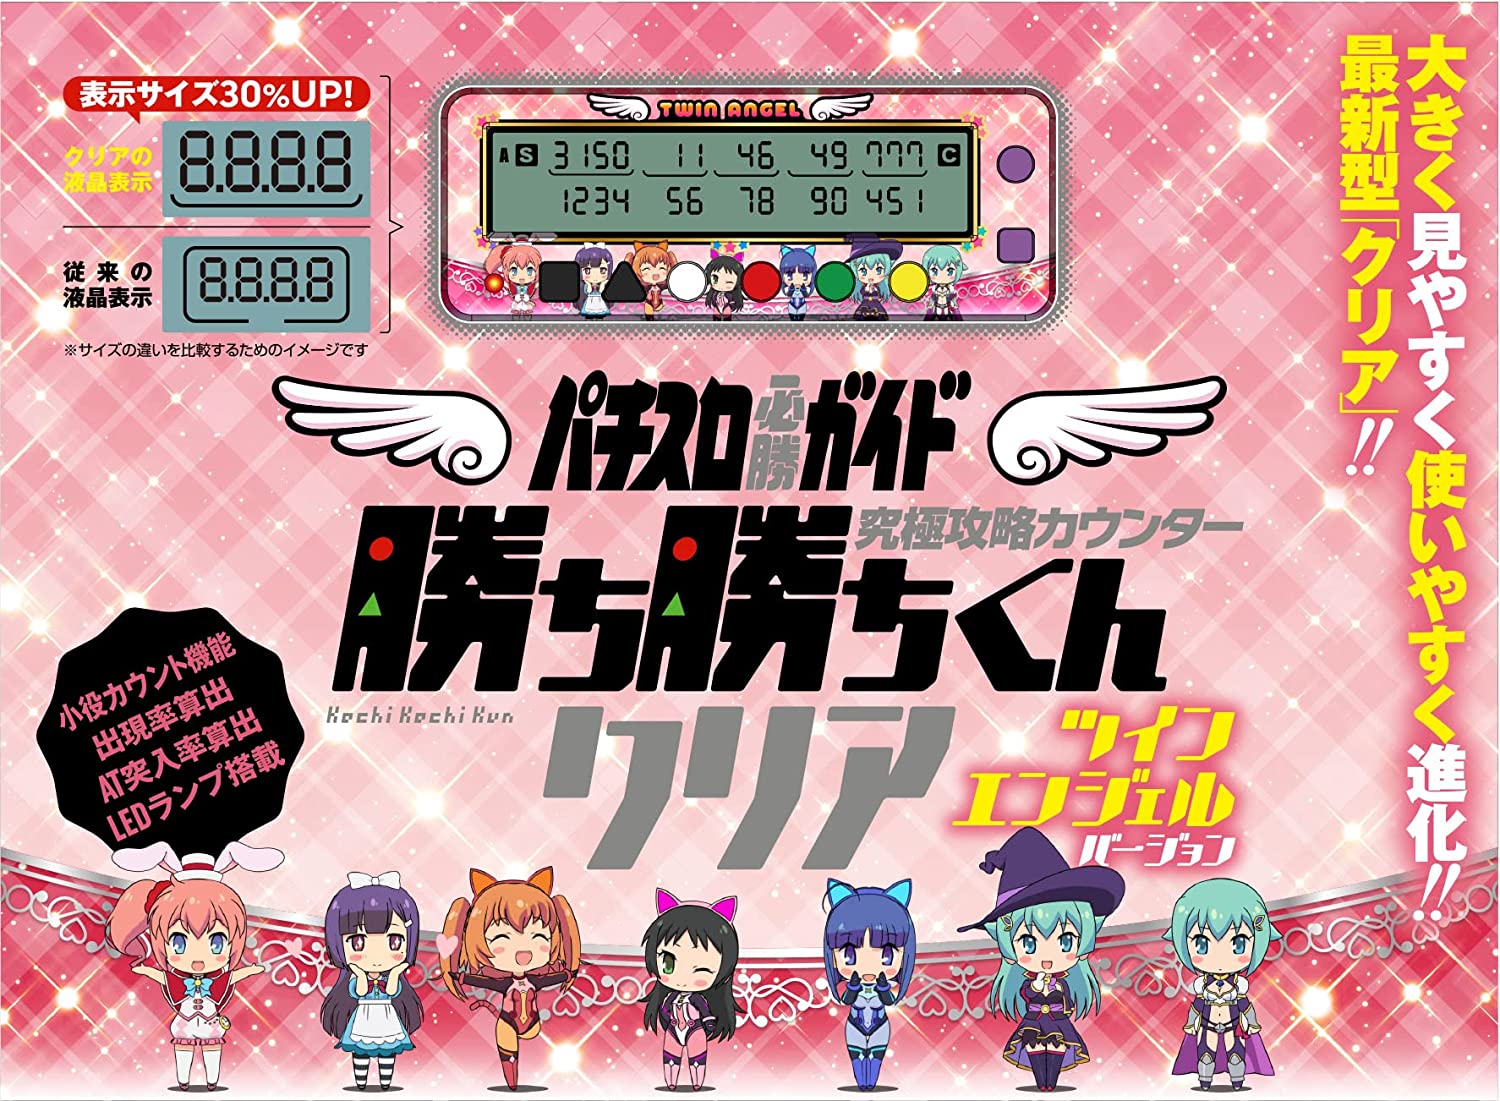 表示サイズ30%UP!
クリアの
液晶表示
8.8.8.8
従来の
液晶表示
8.8.8.8
※サイズの違いを比較するためのイメージです
TWIN ANGEL
A S 3150 11 46 49 777 C
1234 56 78 90 451
大きく見やすく使いやすく進化!!
最新型「クリア」!!
パチスロ必勝ガイド
究極攻略カウンター
勝ち勝ちくん
Kachi Kachi Kun
クリア
ツイン
エンジェル
バージョン
小役カウント機能
出現率算出
AT突入率算出
LEDランプ搭載